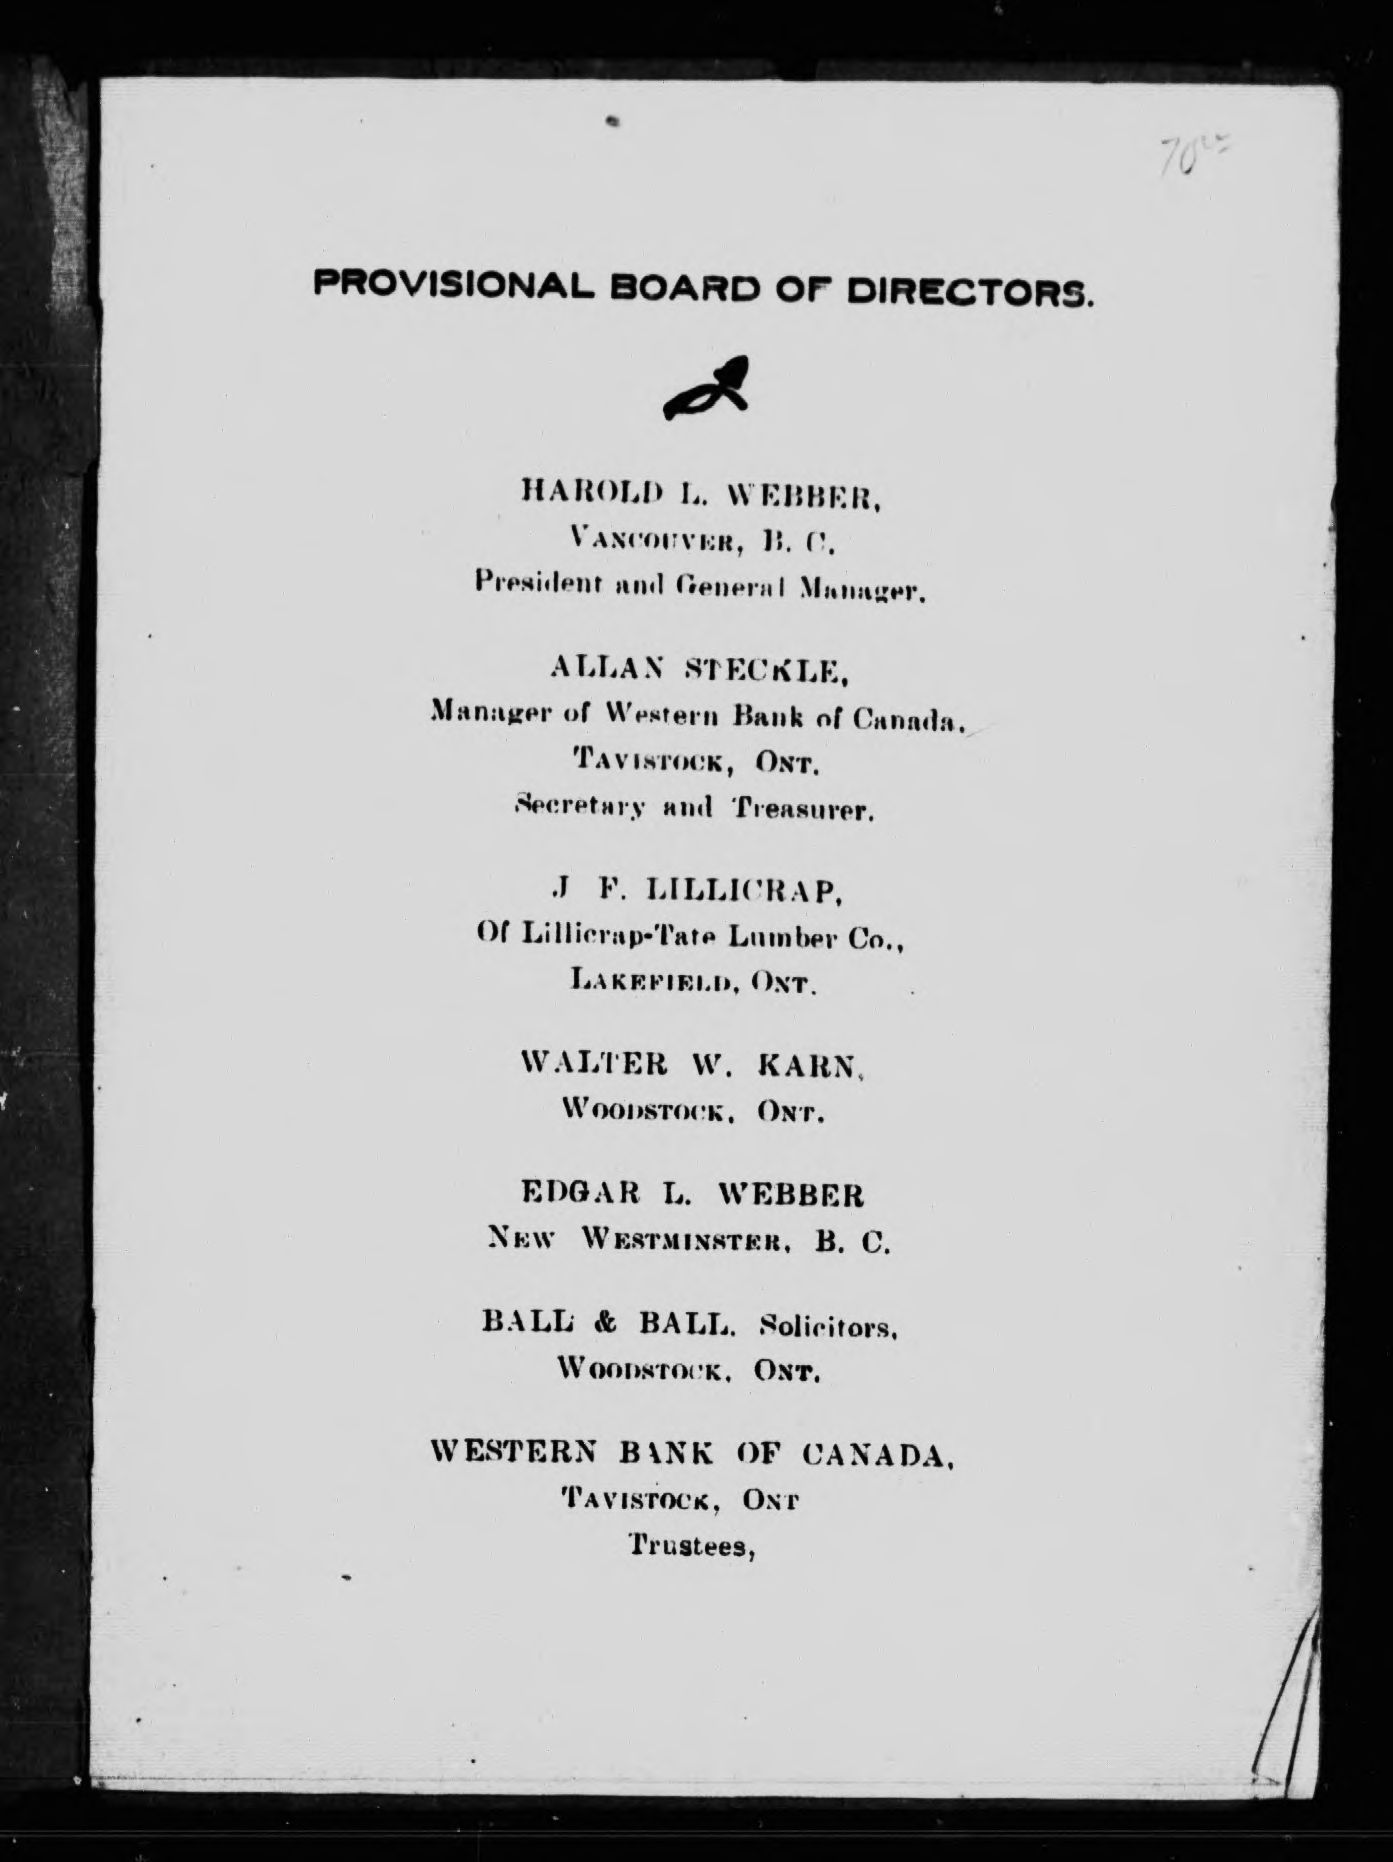 PROVISIONAL BOARD OF DIRECTORS.
HAROLD L. WEBBER,
VANCOUVER, B. C.
President and General Manager.
ALLAN STECKLE,
Manager of Western Bank of Canada.
TAVISTOCK, ONT.
Secretary and Treasurer.
J F. LILLICRAP,
Of Lillicrap-Tate Lumber Co.,
LAKEFIELD, ONT.
WALTER W. KARN,
WOODSTOCK, ONT.
EDGAR L. WEBBER
NEW WESTMINSTER, B. C.
BALL & BALL. Solicitors,
WOODSTOCK, ONT.
WESTERN BANK OF CANADA,
TAVISTOCK, ONT
Trustees,